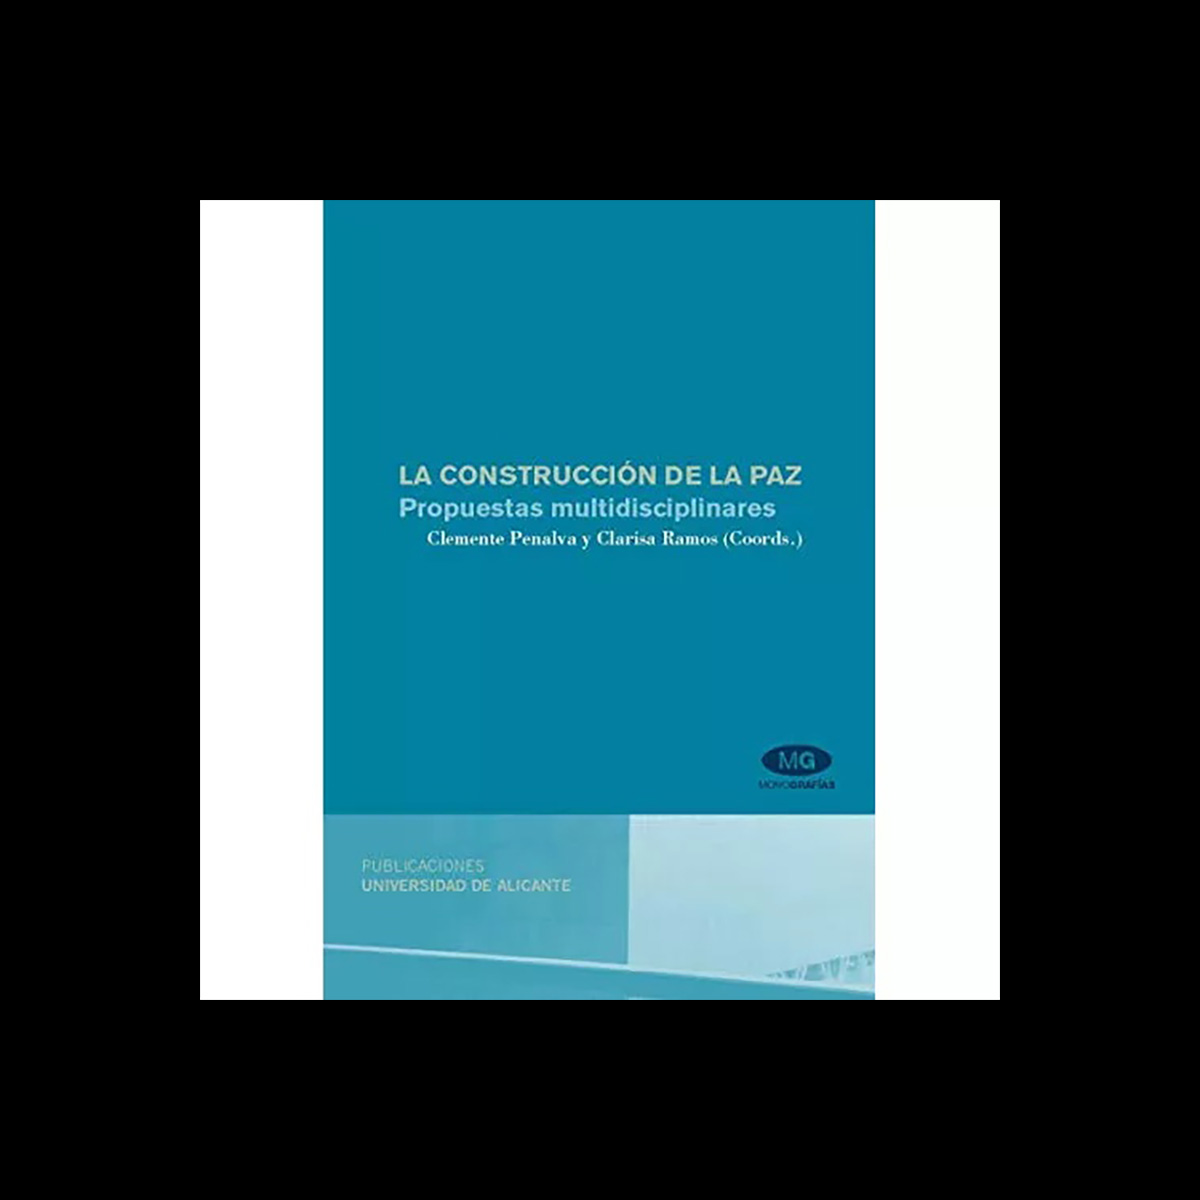 LA CONSTRUCCIÓN DE LA PAZ
Propuestas multidisciplinares
Clemente Penalva y Clarisa Ramos (Coords.)
MG
MONOGRAFÍAS
PUBLICACIONES
UNIVERSIDAD DE ALICANTE